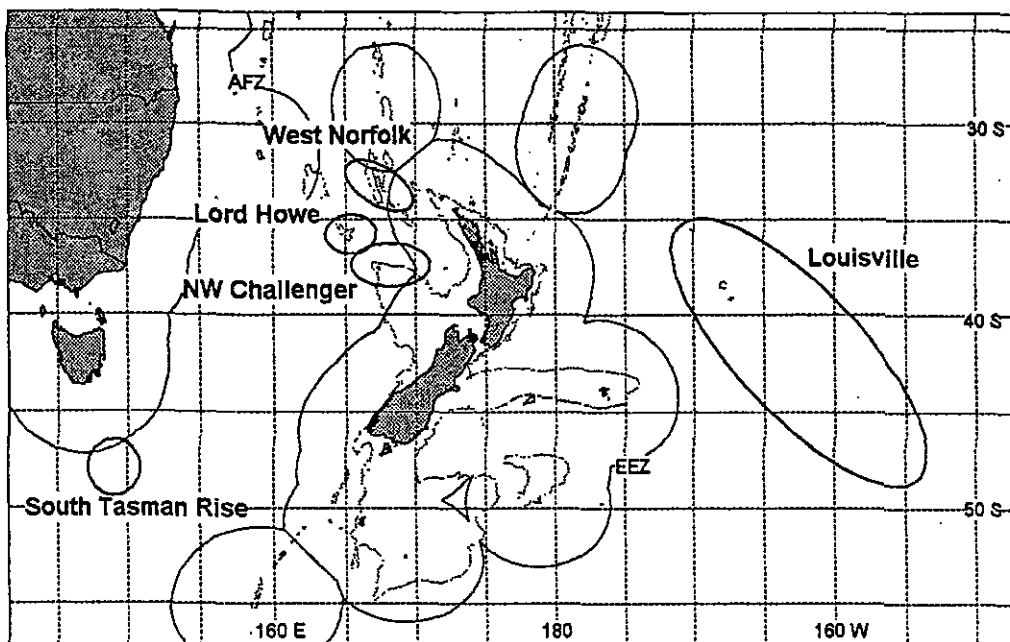 AFZ
West Norfolk
30 S
Lord Howe
Louisville
NW Challenger
40 S
EEZ
South Tasman Rise
50 S
160 E
180
160 W